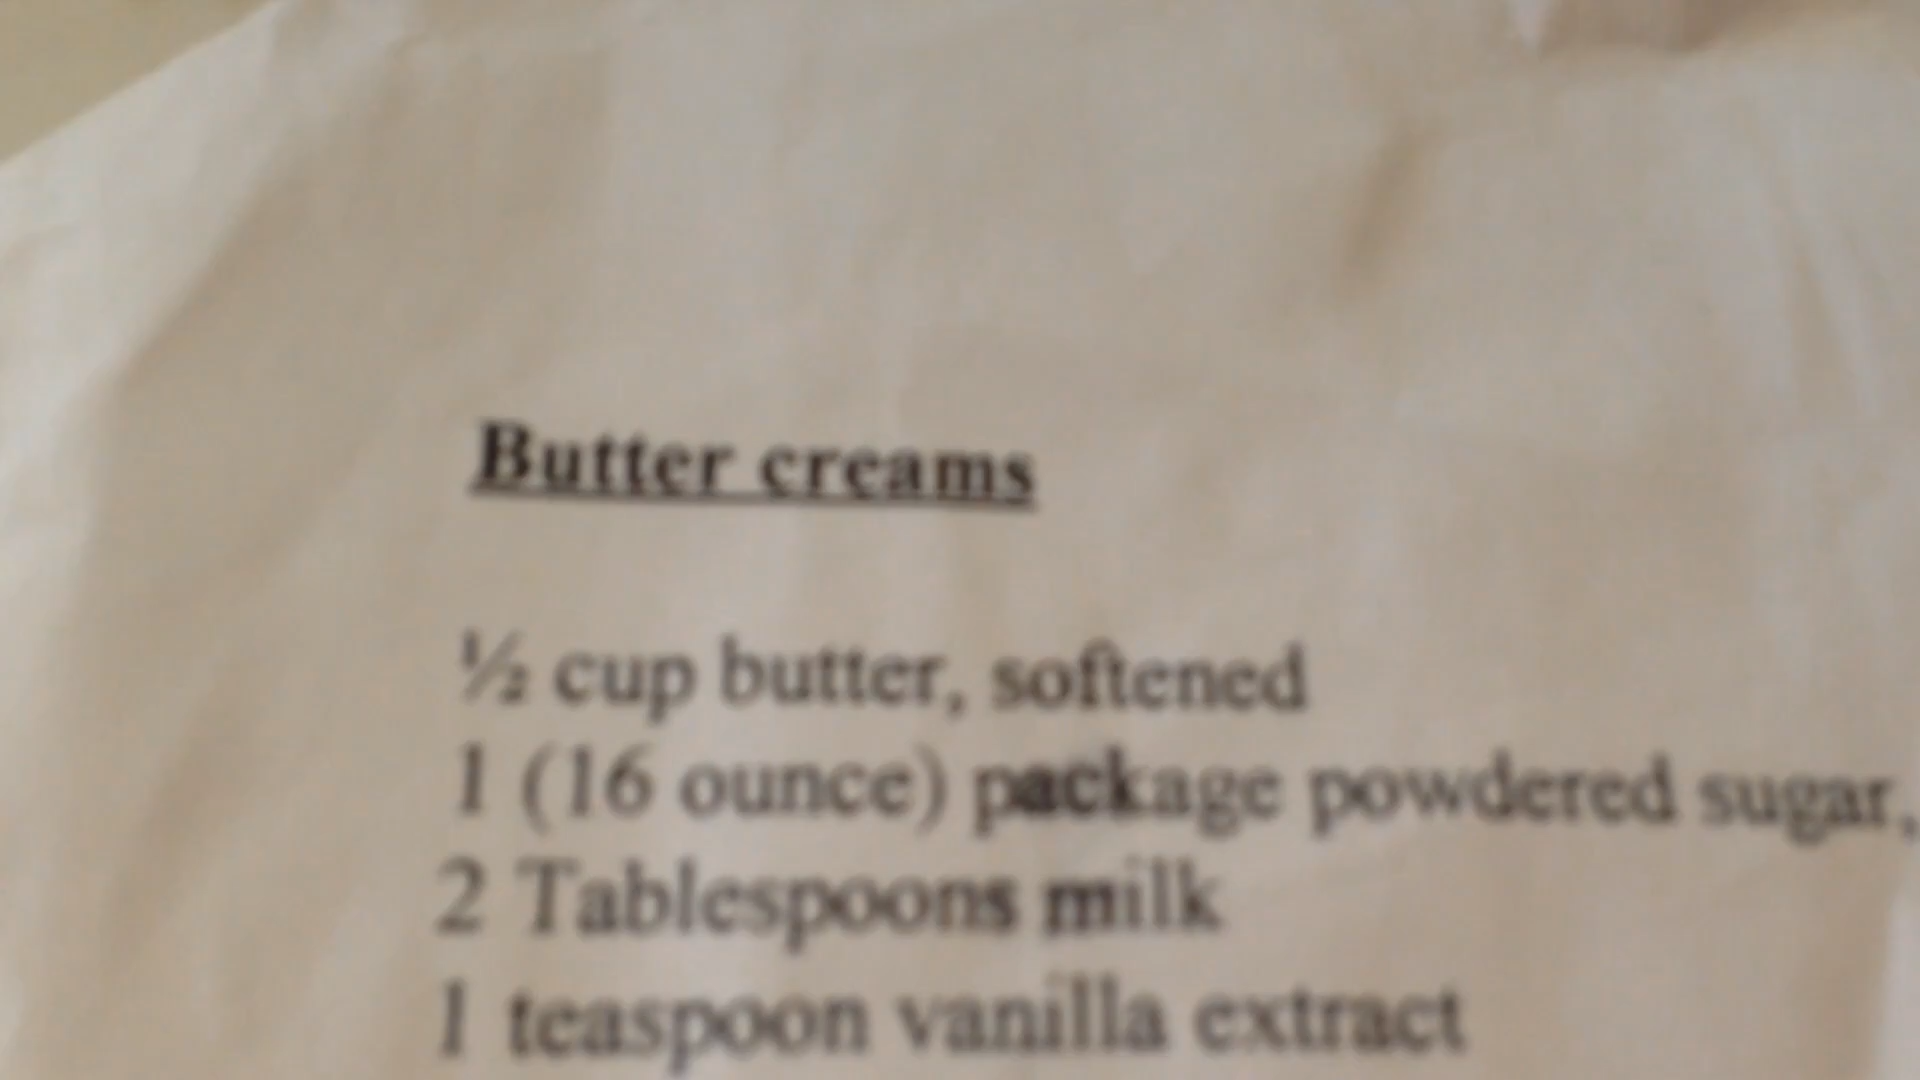 Butter creams
½ cup butter, softened
1 (16 ounce) package powdered sugar,
2 Tablespoons milk
1 teaspoon vanilla extract